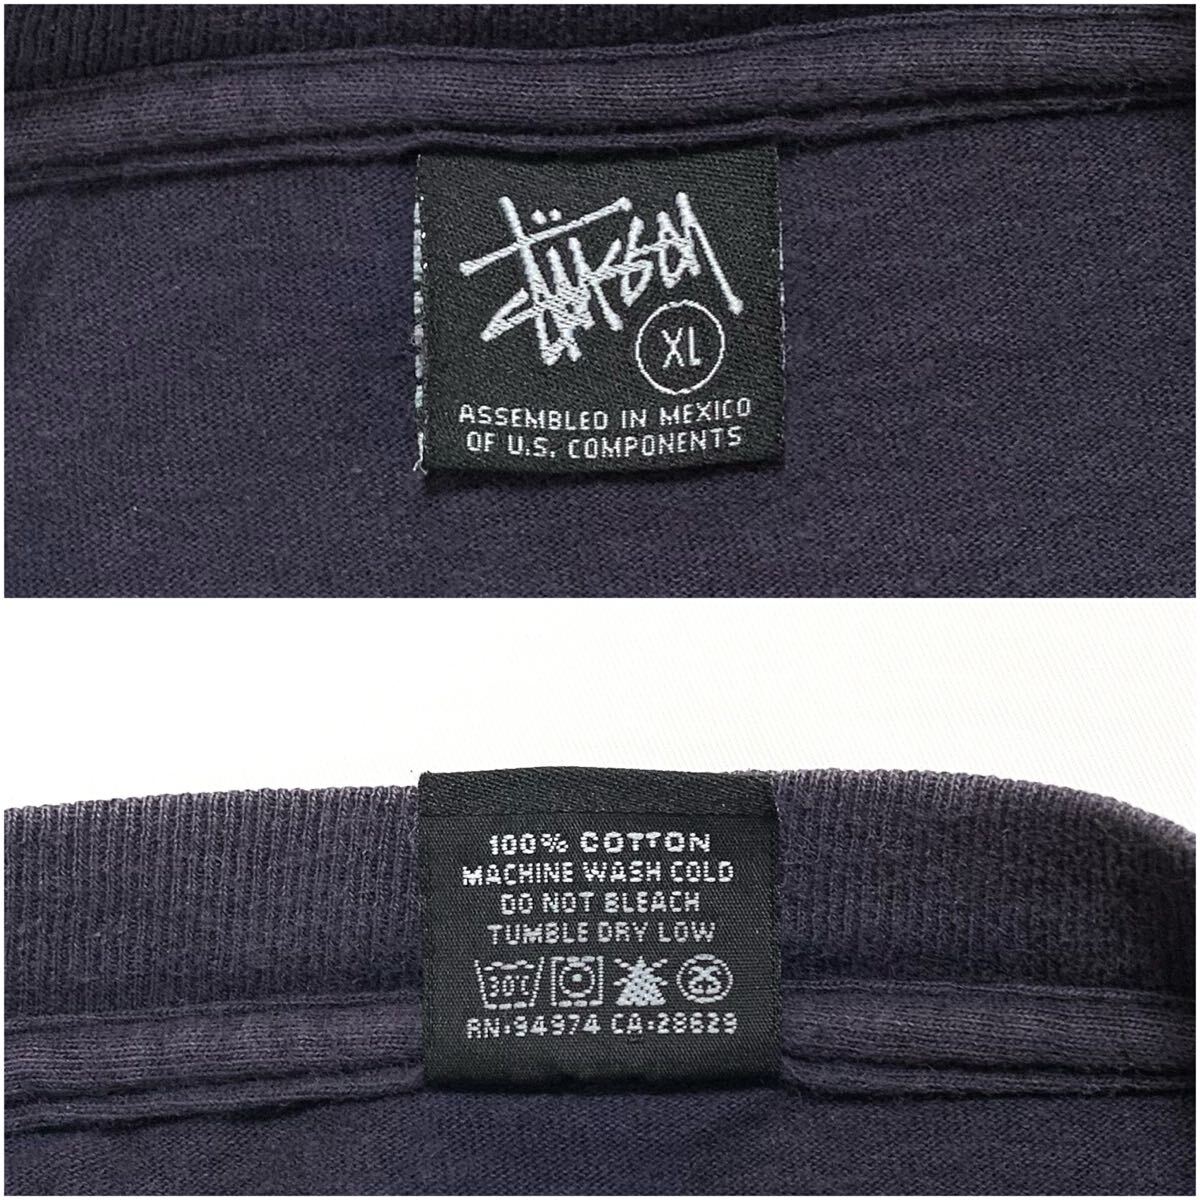 Stüssy
XL
ASSEMBLED IN MEXICO
OF U.S. COMPONENTS
100% COTTON
MACHINE WASH COLD
DO NOT BLEACH
TUMBLE DRY LOW
30C
RN·94974 CA·28629